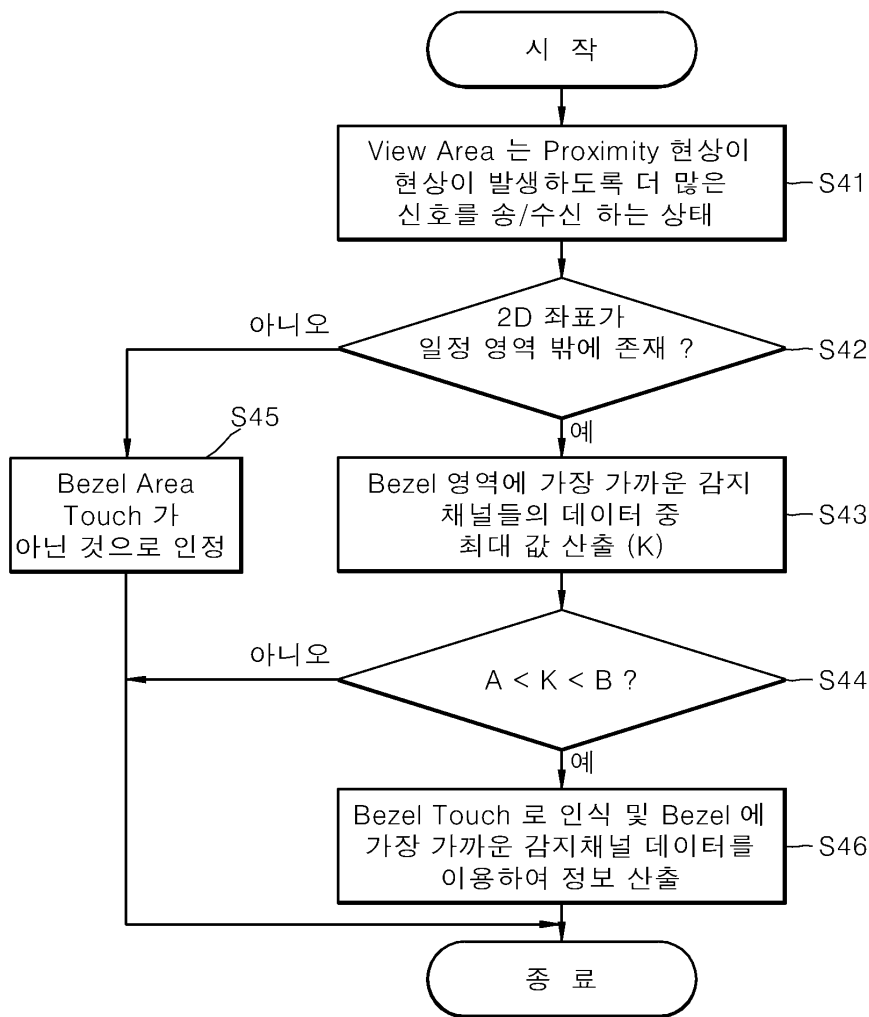 시 작
View Area 는 Proximity 현상이
현상이 발생하도록 더 많은
신호를 송/수신 하는 상태
S41
2D 좌표가
일정 영역 밖에 존재 ?
S42
아니오
예
S45
Bezel Area
Touch 가
아닌 것으로 인정
Bezel 영역에 가장 가까운 감지
채널들의 데이터 중
최대 값 산출 (K)
S43
아니오
A < K < B ?
S44
예
Bezel Touch 로 인식 및 Bezel 에
가장 가까운 감지채널 데이터를
이용하여 정보 산출
S46
종 료